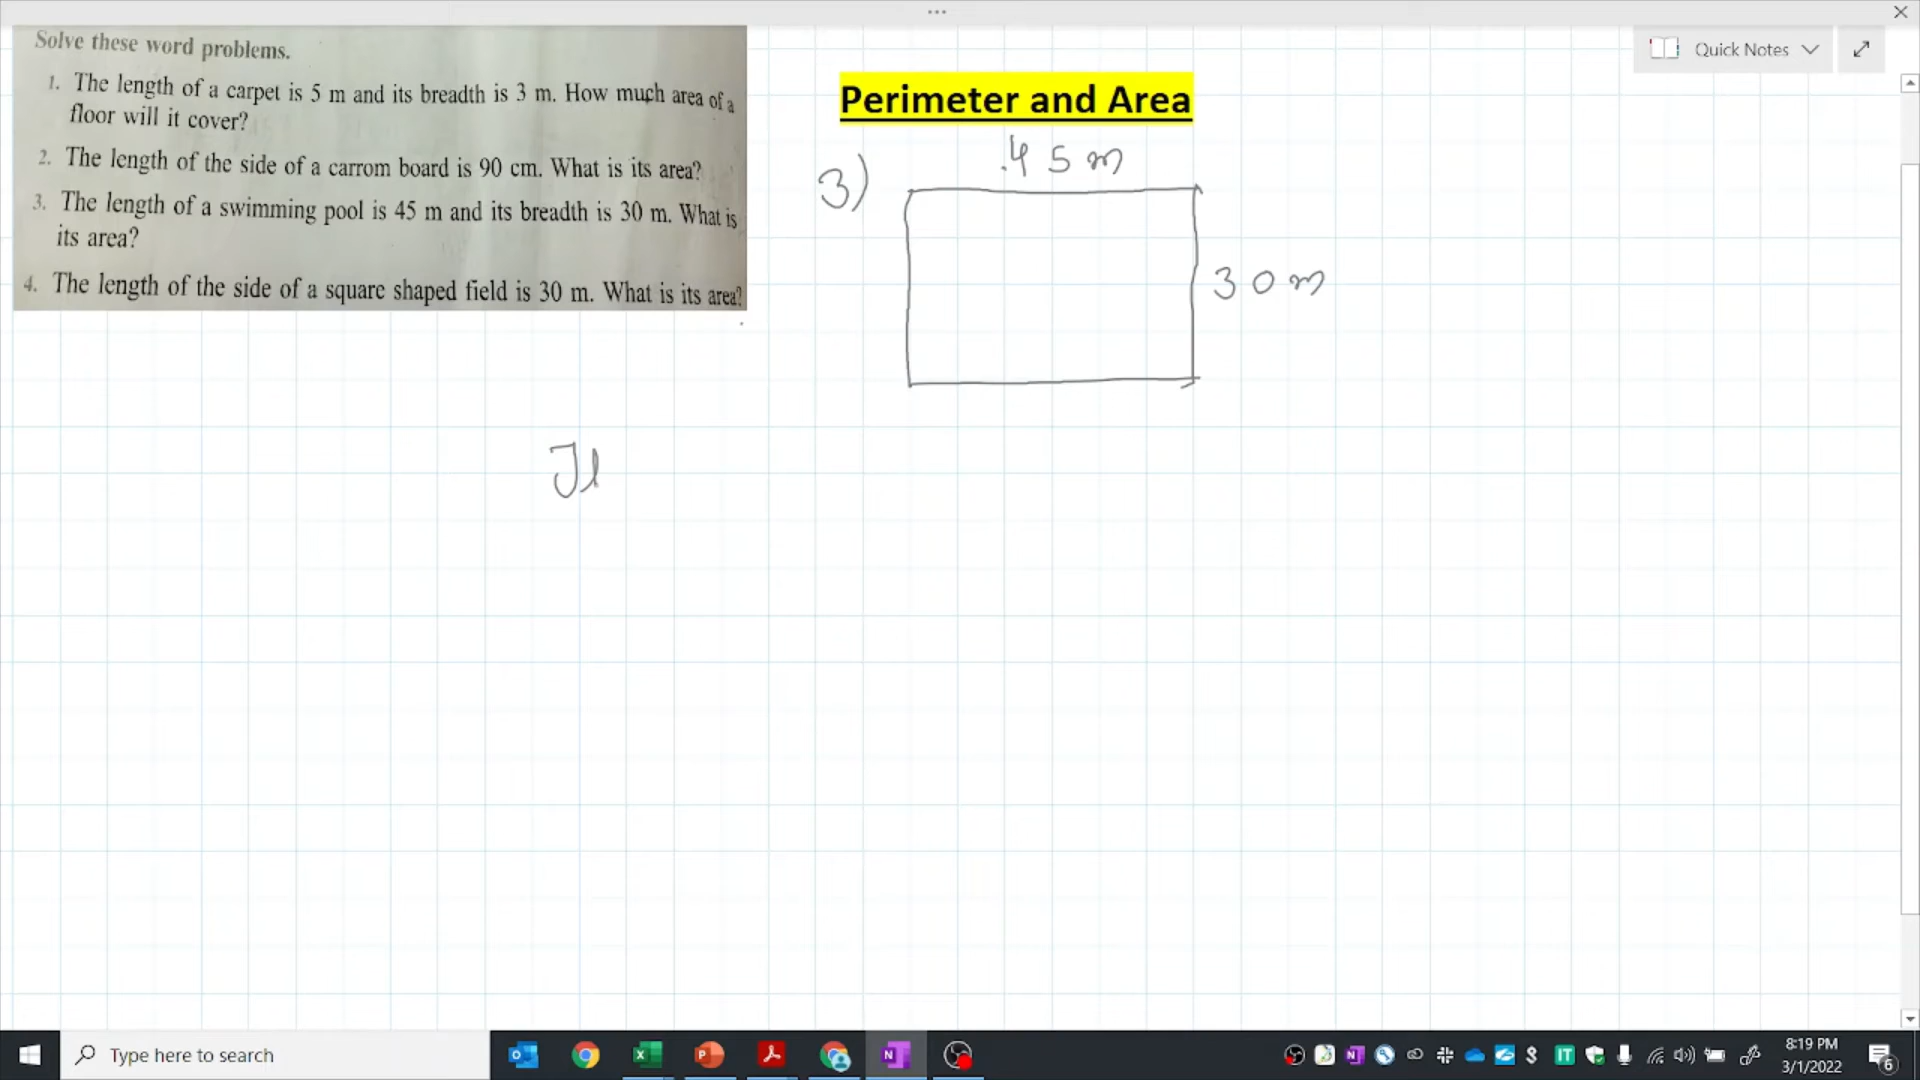 Quick Notes
Solve these word problems.
1. The length of a carpet is 5 m and its breadth is 3 m. How much area of a
floor will it cover?
2. The length of the side of a carrom board is 90 cm. What is its area?
3. The length of a swimming pool is 45 m and its breadth is 30 m. What is
its area?
4. The length of the side of a square shaped field is 30 m. What is its area?
Perimeter and Area
3)
45 m
30 m
Type here to search
8:19 PM
3/1/2022
6